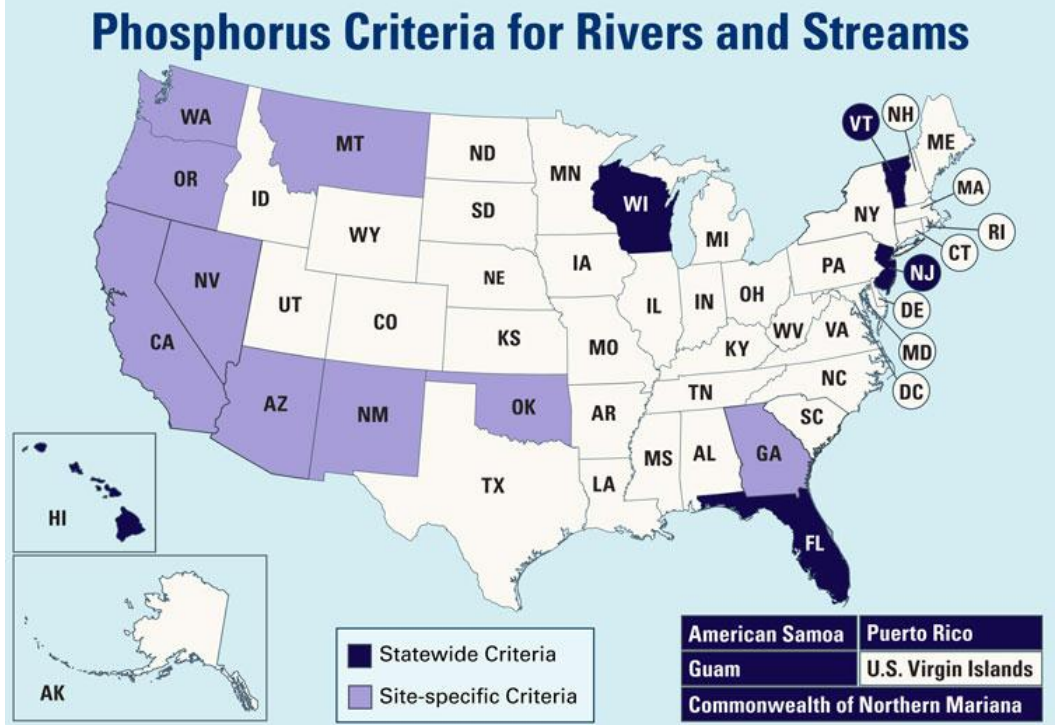 Phosphorus Criteria for Rivers and Streams
WA
MT
ND
MN
VT
NH
ME
OR
ID
SD
WI
NY
MA
WY
MI
RI
CT
NE
IA
PA
NJ
NV
UT
CO
IL
IN
OH
DE
CA
KS
MO
WV
VA
KY
MD
DC
AZ
NM
OK
AR
TN
NC
SC
MS
AL
GA
TX
LA
HI
FL
AK
Statewide Criteria
Site-specific Criteria
American Samoa
Puerto Rico
Guam
U.S. Virgin Islands
Commonwealth of Northern Mariana